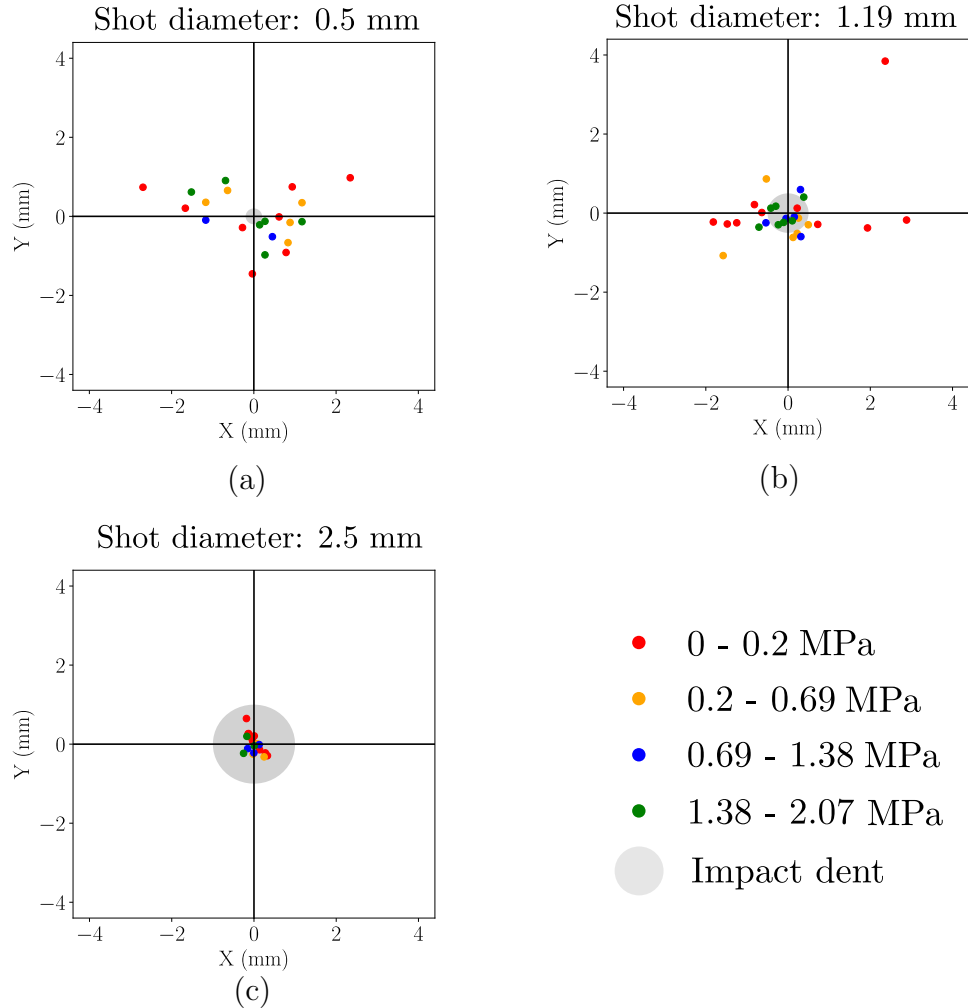 Shot diameter: 0.5 mm
4
2
0
−2
−4
Y (mm)
−4 −2 0 2 4
X (mm)
(a)
Shot diameter: 1.19 mm
4
2
0
−2
−4
Y (mm)
−4 −2 0 2 4
X (mm)
(b)
Shot diameter: 2.5 mm
4
2
0
−2
−4
Y (mm)
−4 −2 0 2 4
X (mm)
(c)
0 - 0.2 MPa
0.2 - 0.69 MPa
0.69 - 1.38 MPa
1.38 - 2.07 MPa
Impact dent